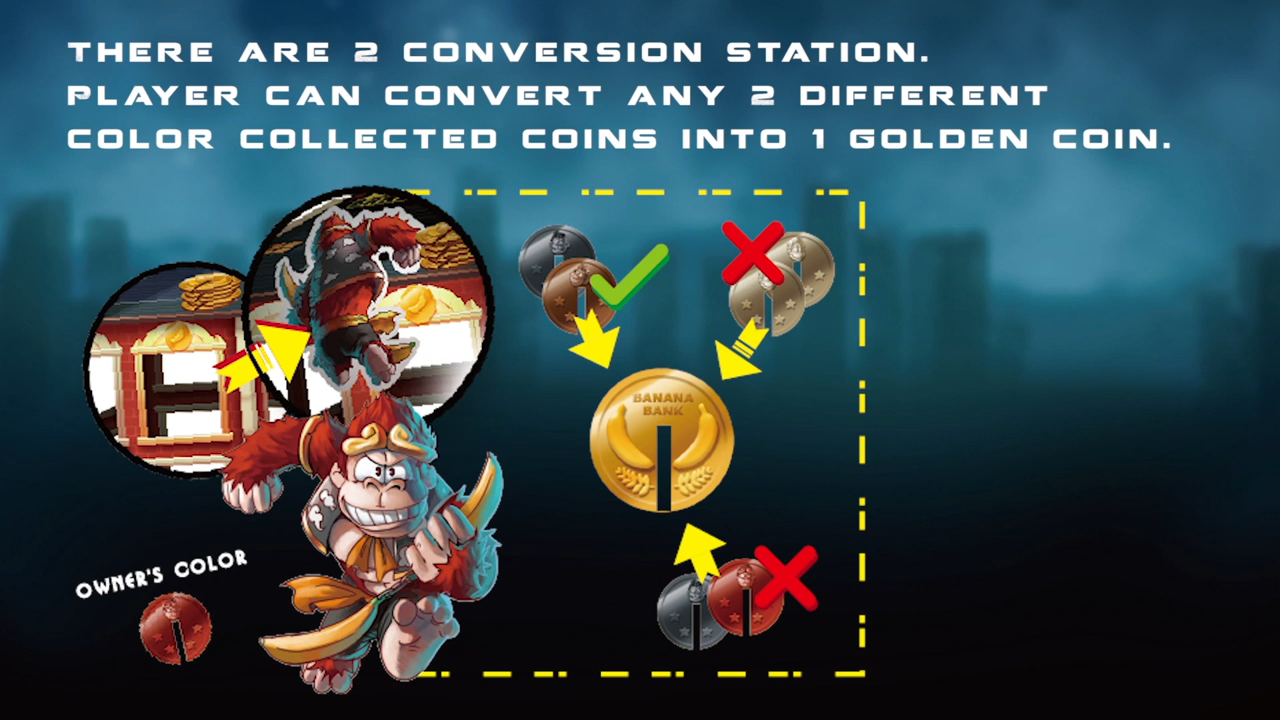 THERE ARE 2 CONVERSION STATION.
PLAYER CAN CONVERT ANY 2 DIFFERENT
COLOR COLLECTED COINS INTO 1 GOLDEN COIN.
BANANA
BANK
OWNER'S COLOR